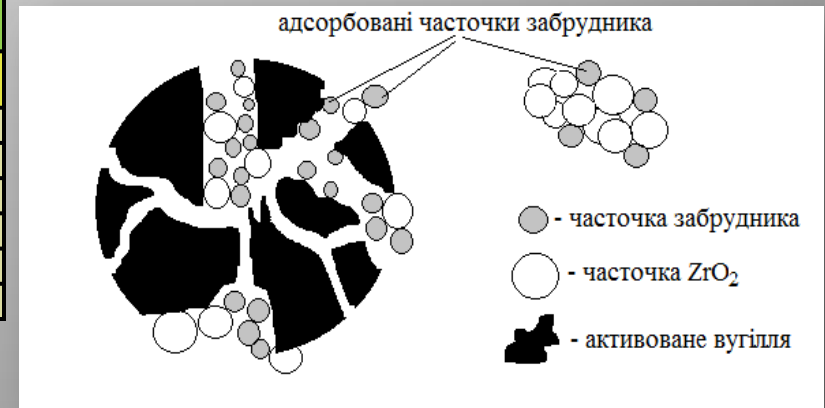 адсорбовані часточки забрудника
- часточка забрудника
- часточка ZrO₂
- активоване вугілля